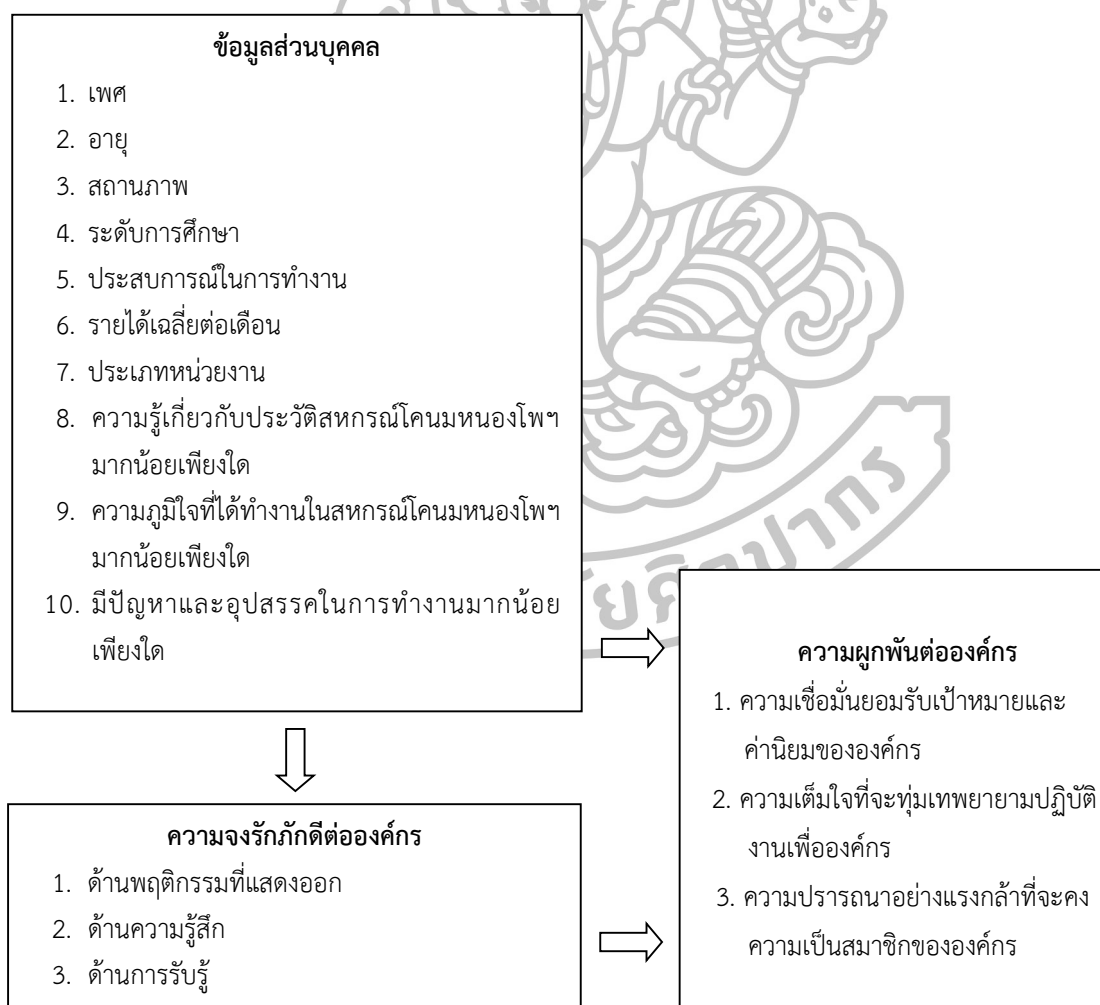 ข้อมูลส่วนบุคคล
1. เพศ
2. อายุ
3. สถานภาพ
4. ระดับการศึกษา
5. ประสบการณ์ในการทำงาน
6. รายได้เฉลี่ยต่อเดือน
7. ประเภทหน่วยงาน
8. ความรู้เกี่ยวกับประวัติสหกรณ์โคนมหนองโพฯ
มากน้อยเพียงใด
9. ความภูมิใจที่ได้ทำงานในสหกรณ์โคนมหนองโพฯ
มากน้อยเพียงใด
10. มีปัญหาและอุปสรรคในการทำงานมากน้อย
เพียงใด
ความจงรักภักดีต่อองค์กร
1. ด้านพฤติกรรมที่แสดงออก
2. ด้านความรู้สึก
3. ด้านการรับรู้
ความผูกพันต่อองค์กร
1. ความเชื่อมั่นยอมรับเป้าหมายและ
ค่านิยมขององค์กร
2. ความเต็มใจที่จะทุ่มเทพยายามปฏิบัติ
งานเพื่อองค์กร
3. ความปรารถนาอย่างแรงกล้าที่จะคง
ความเป็นสมาชิกขององค์กร